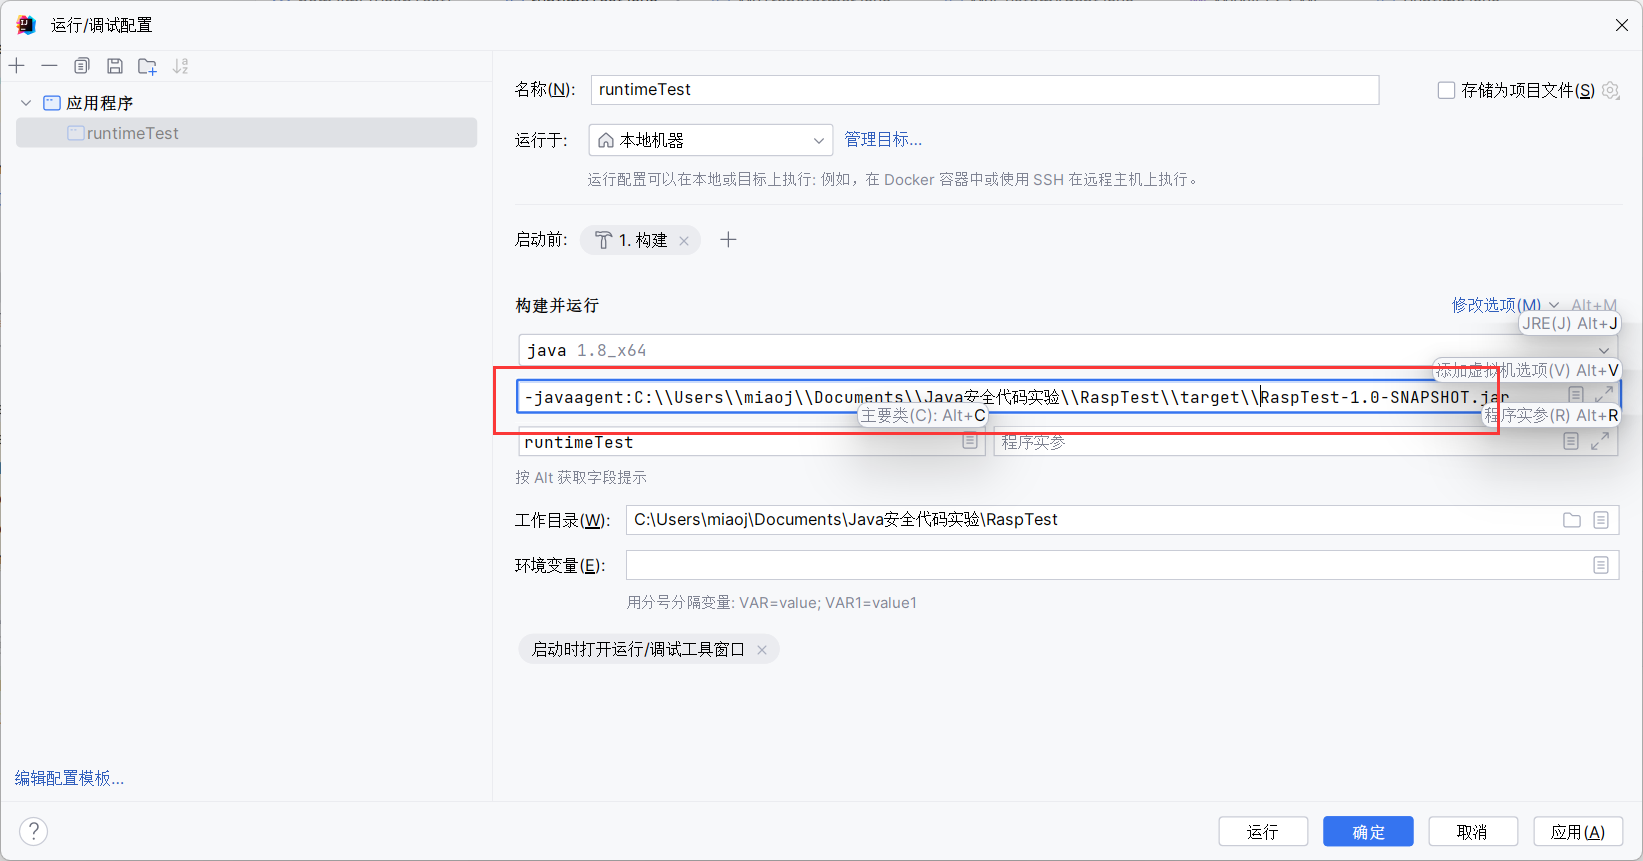 运行/调试配置
应用程序
runtimeTest
名称(N):
runtimeTest
存储为项目文件(S)
运行于:
本地机器
管理目标...
运行配置可以在本地或目标上执行: 例如，在 Docker 容器中或使用 SSH 在远程主机上执行。
启动前:
1. 构建
构建并运行
修改选项(M)
Alt+M
JRE(J) Alt+J
java 1.8_x64
添加虚拟机选项(V) Alt+V
-javaagent:C:\\Users\\miaoj\\Documents\\Java安全代码实验\\RaspTest\\target\\RaspTest-1.0-SNAPSHOT.jar
主要类(C): Alt+C
程序实参(R) Alt+R
runtimeTest
程序实参
按 Alt 获取字段提示
工作目录(W):
C:\Users\miaoj\Documents\Java安全代码实验\RaspTest
环境变量(E):
用分号分隔变量: VAR=value; VAR1=value1
启动时打开运行/调试工具窗口
编辑配置模板...
?
运行
确定
取消
应用(A)